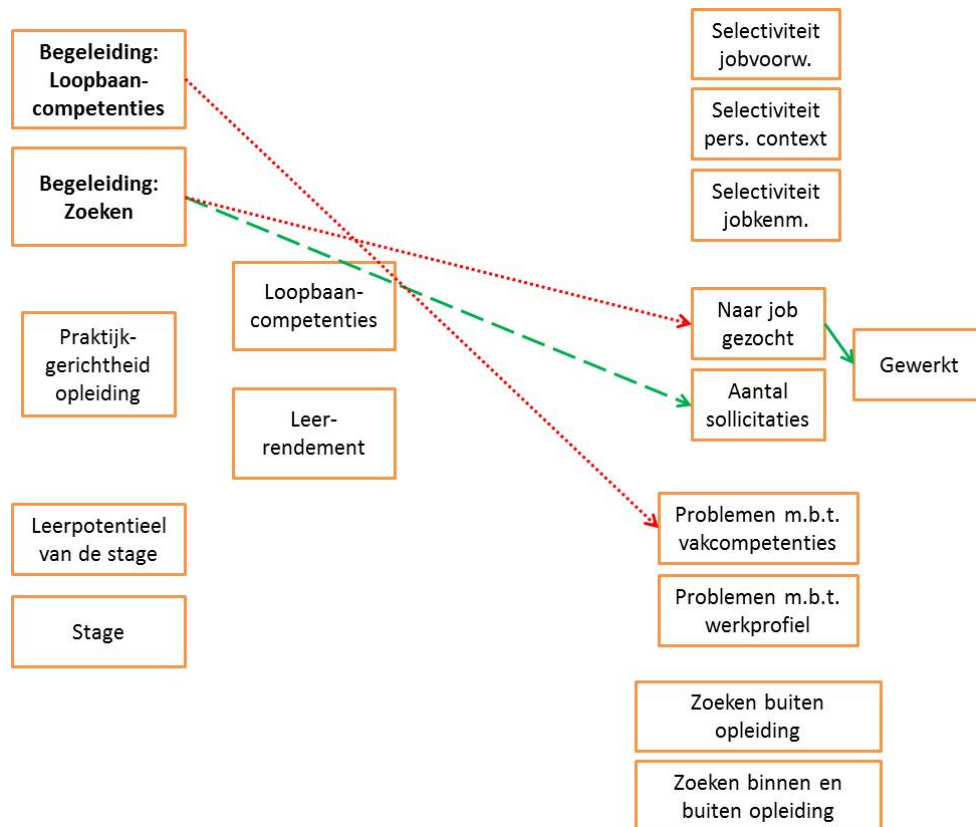 Begeleiding:
Loopbaan-
competenties
Begeleiding:
Zoeken
Praktijk-
gerichtheid
opleiding
Leerpotentieel
van de stage
Stage
Loopbaan-
competenties
Leer-
rendement
Selectiviteit
jobvoorw.
Selectiviteit
pers. context
Selectiviteit
jobkenm.
Naar job
gezocht
Aantal
sollicitaties
Gewerkt
Problemen m.b.t.
vakcompetenties
Problemen m.b.t.
werkprofiel
Zoeken buiten
opleiding
Zoeken binnen en
buiten opleiding